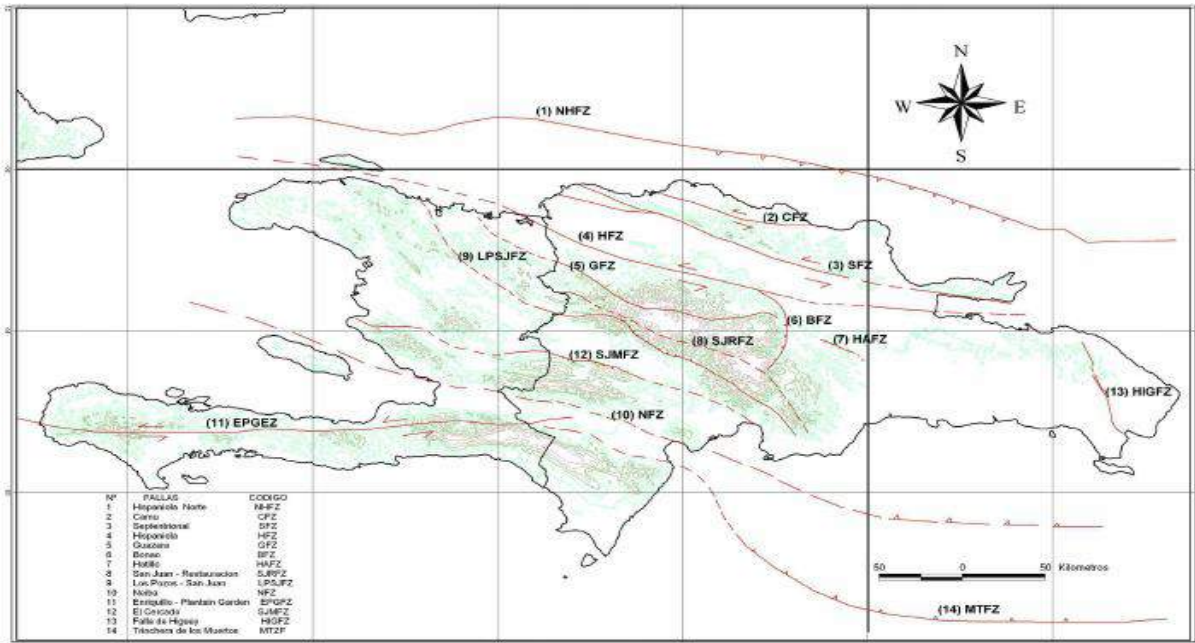 (1) NHFZ
N
W E
S
(2) CFZ
(4) HFZ
(9) LPSJFZ
(5) GFZ
(3) SFZ
(6) BFZ
(8) SJRFZ
(7) HAFZ
(12) SJMFZ
(13) HIGFZ
(10) NFZ
(11) EPGEZ
Nº FALLAS CODIGO
1 Hispaniola Norte NHFZ
2 Camu CFZ
3 Septentrional SFZ
4 Hispaniola HFZ
5 Guazara GFZ
6 Bonao BFZ
7 Hatillo HAFZ
8 San Juan - Restauracion SJRFZ
9 Los Pozos - San Juan LPSJFZ
10 Neiba NFZ
11 Enriquillo - Plantain Garden EPGFZ
12 El Cercado SJMFZ
13 Falla de Higuey HIGFZ
14 Trinchera de los Muertos MTZF
50 0 50 Kilometros
(14) MTFZ